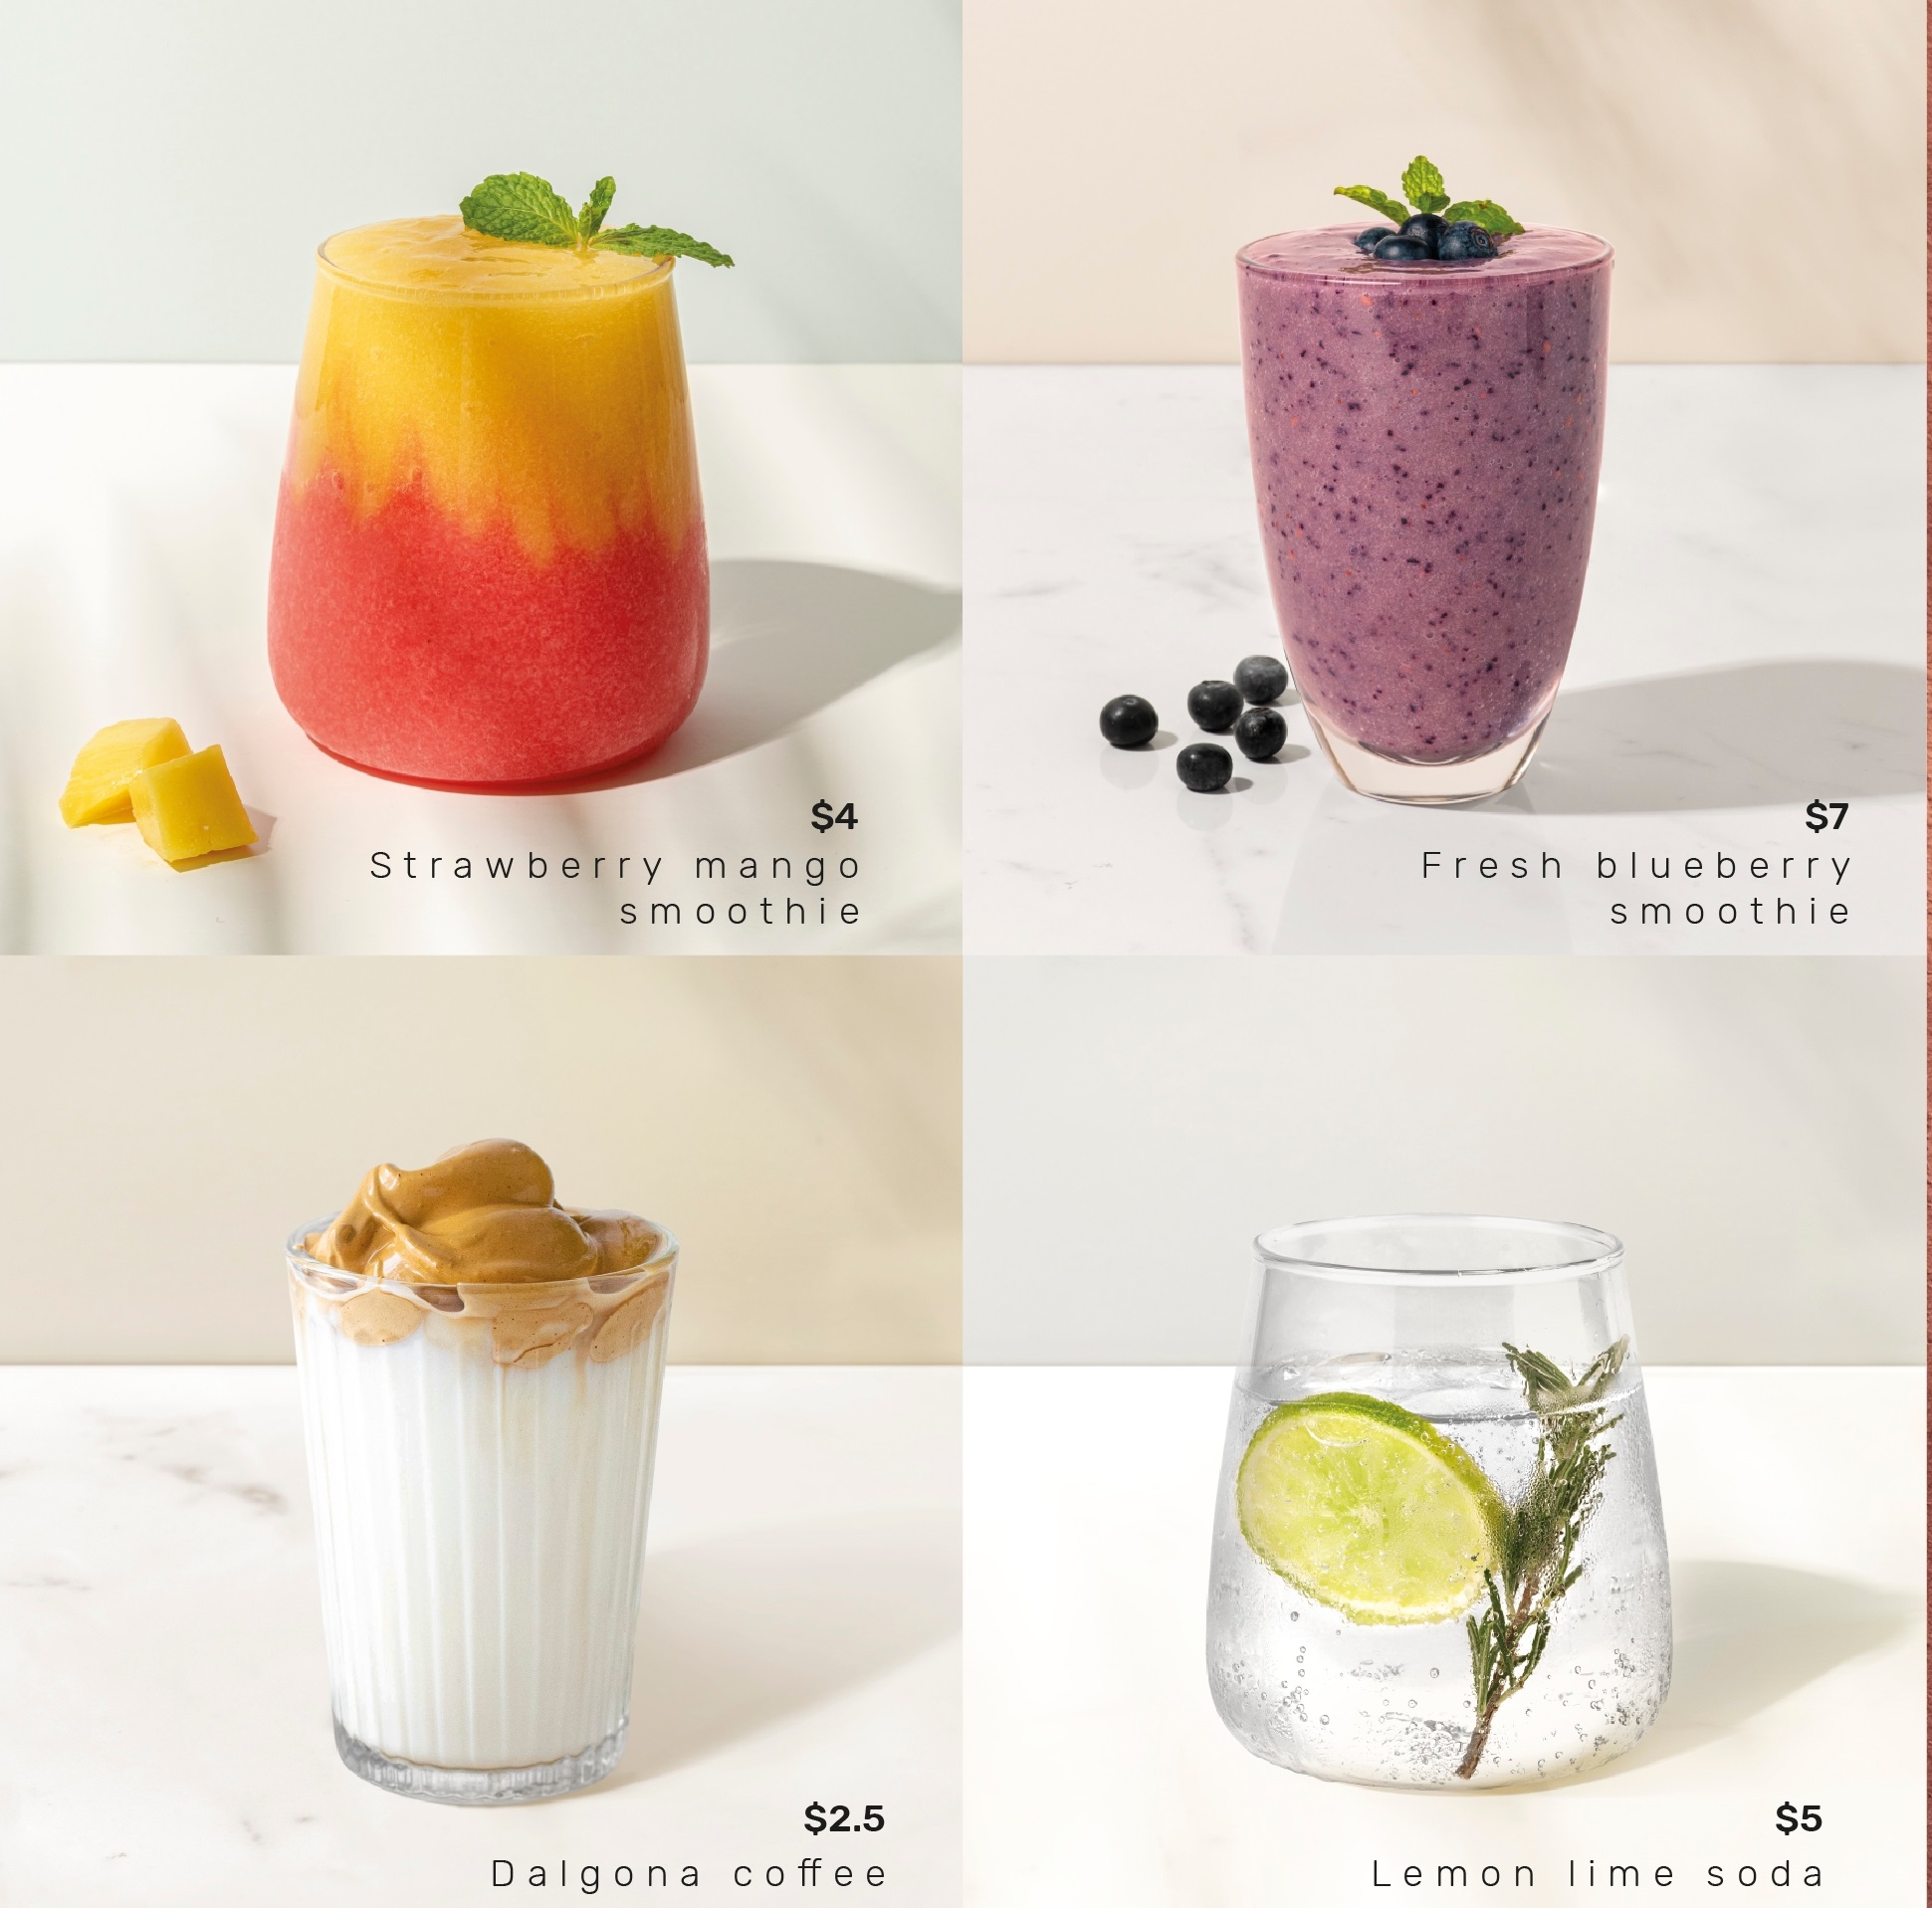 $4
Strawberry mango
smoothie
$7
Fresh blueberry
smoothie
$2.5
Dalgona coffee
$5
Lemon lime soda